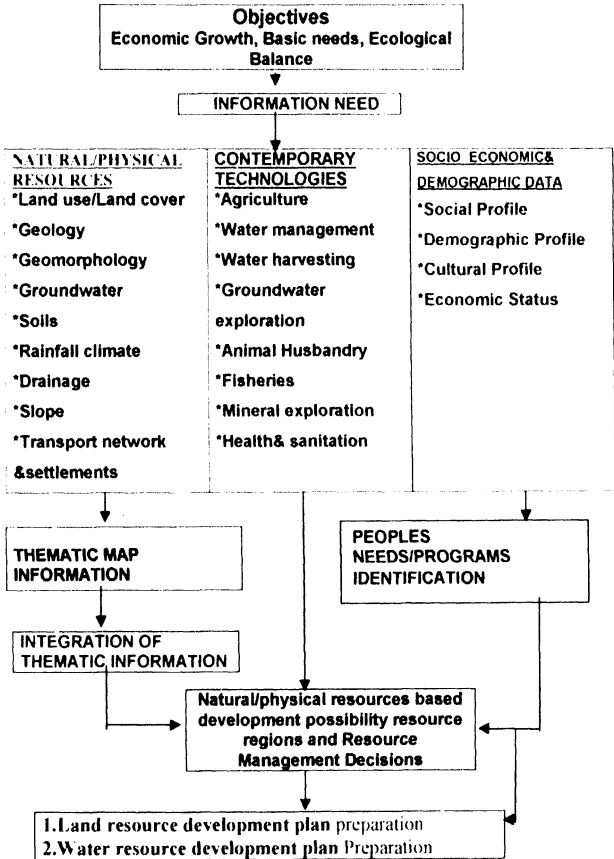 Objectives
Economic Growth, Basic needs, Ecological
Balance
INFORMATION NEED
NATURAL/PHYSICAL
RESOURCES
*Land use/Land cover
*Geology
*Geomorphology
*Groundwater
*Soils
*Rainfall climate
*Drainage
*Slope
*Transport network
&settlements
CONTEMPORARY
TECHNOLOGIES
*Agriculture
*Water management
*Water harvesting
*Groundwater
exploration
*Animal Husbandry
*Fisheries
*Mineral exploration
*Health& sanitation
SOCIO ECONOMIC&
DEMOGRAPHIC DATA
*Social Profile
*Demographic Profile
*Cultural Profile
*Economic Status
THEMATIC MAP
INFORMATION
PEOPLES
NEEDS/PROGRAMS
IDENTIFICATION
INTEGRATION OF
THEMATIC INFORMATION
Natural/physical resources based
development possibility resource
regions and Resource
Management Decisions
1.Land resource development plan preparation
2.Water resource development plan Preparation